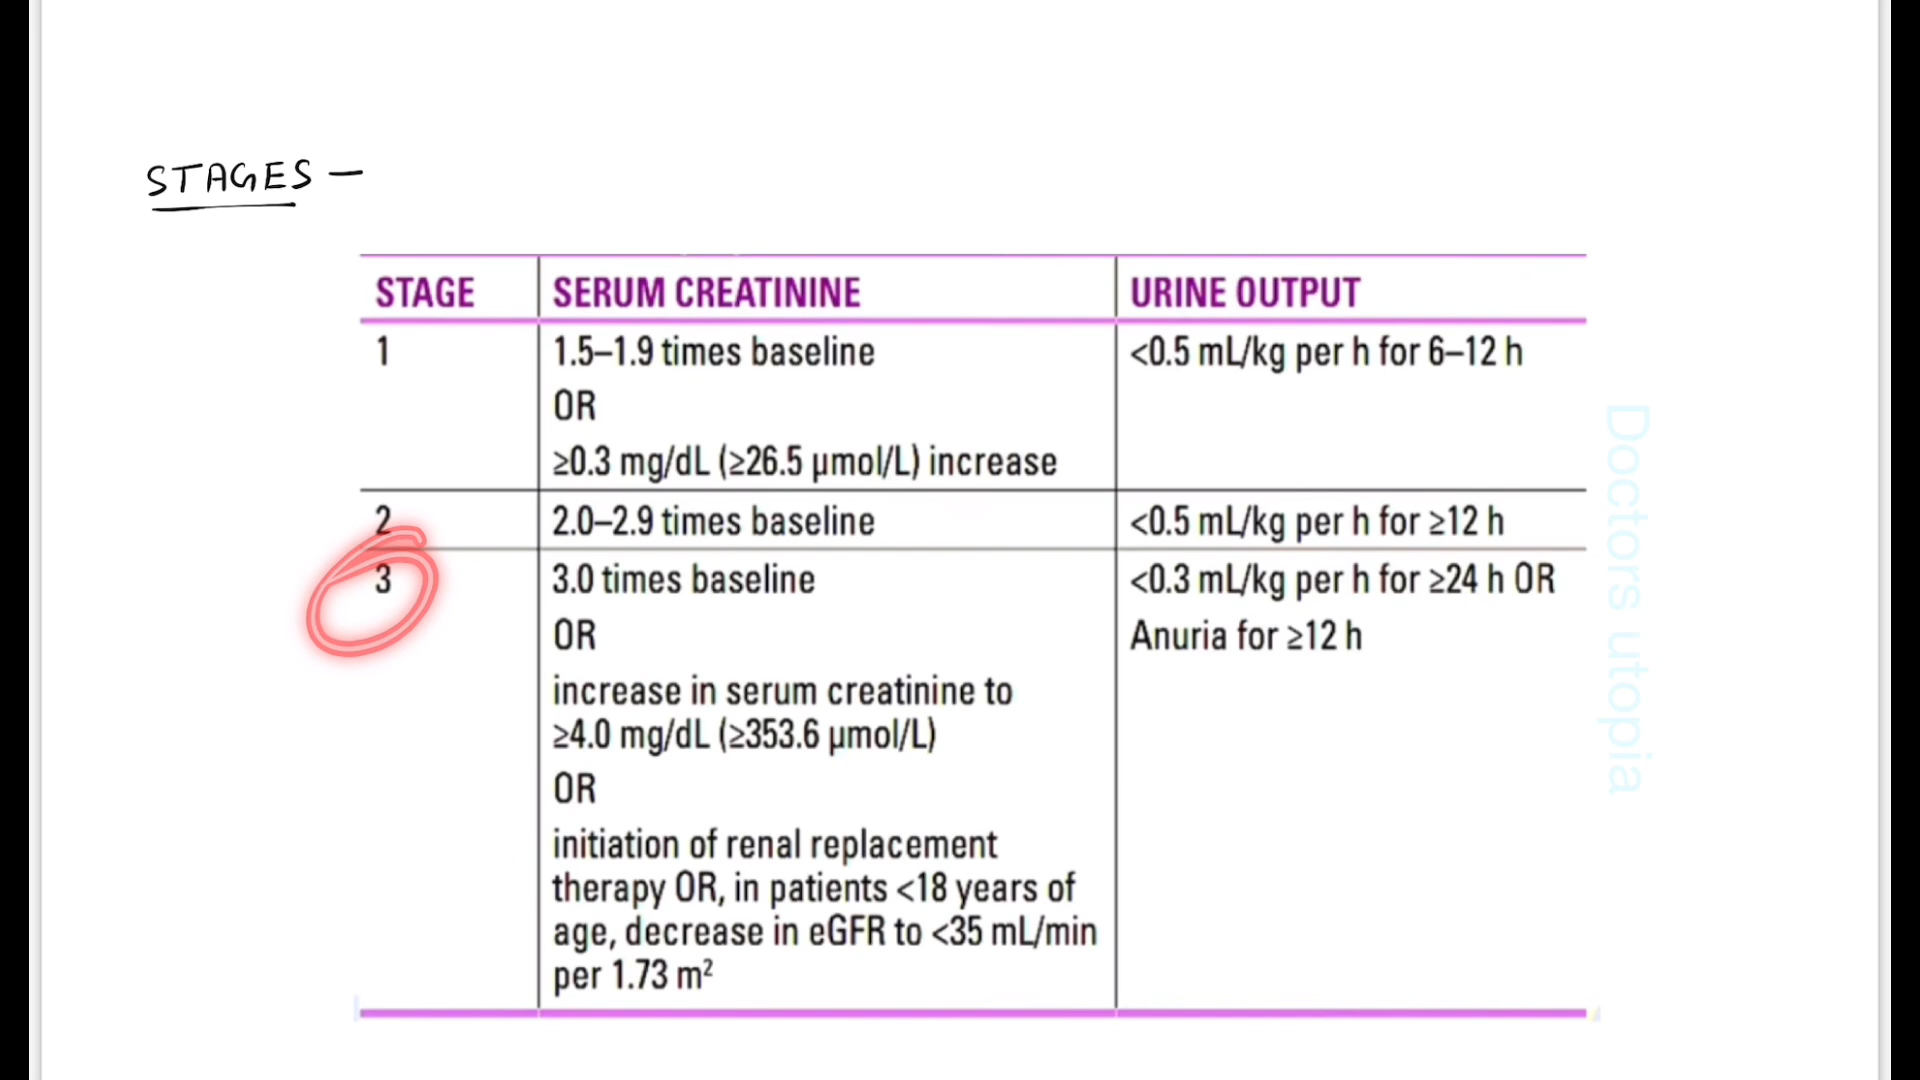 STAGES –
STAGE SERUM CREATININE URINE OUTPUT
1 1.5–1.9 times baseline <0.5 mL/kg per h for 6–12 h
OR
≥0.3 mg/dL (≥26.5 μmol/L) increase
2 2.0–2.9 times baseline <0.5 mL/kg per h for ≥12 h
3 3.0 times baseline <0.3 mL/kg per h for ≥24 h OR
OR Anuria for ≥12 h
increase in serum creatinine to
≥4.0 mg/dL (≥353.6 μmol/L)
OR
initiation of renal replacement
therapy OR, in patients <18 years of
age, decrease in eGFR to <35 mL/min
per 1.73 m²
Doctors utopia